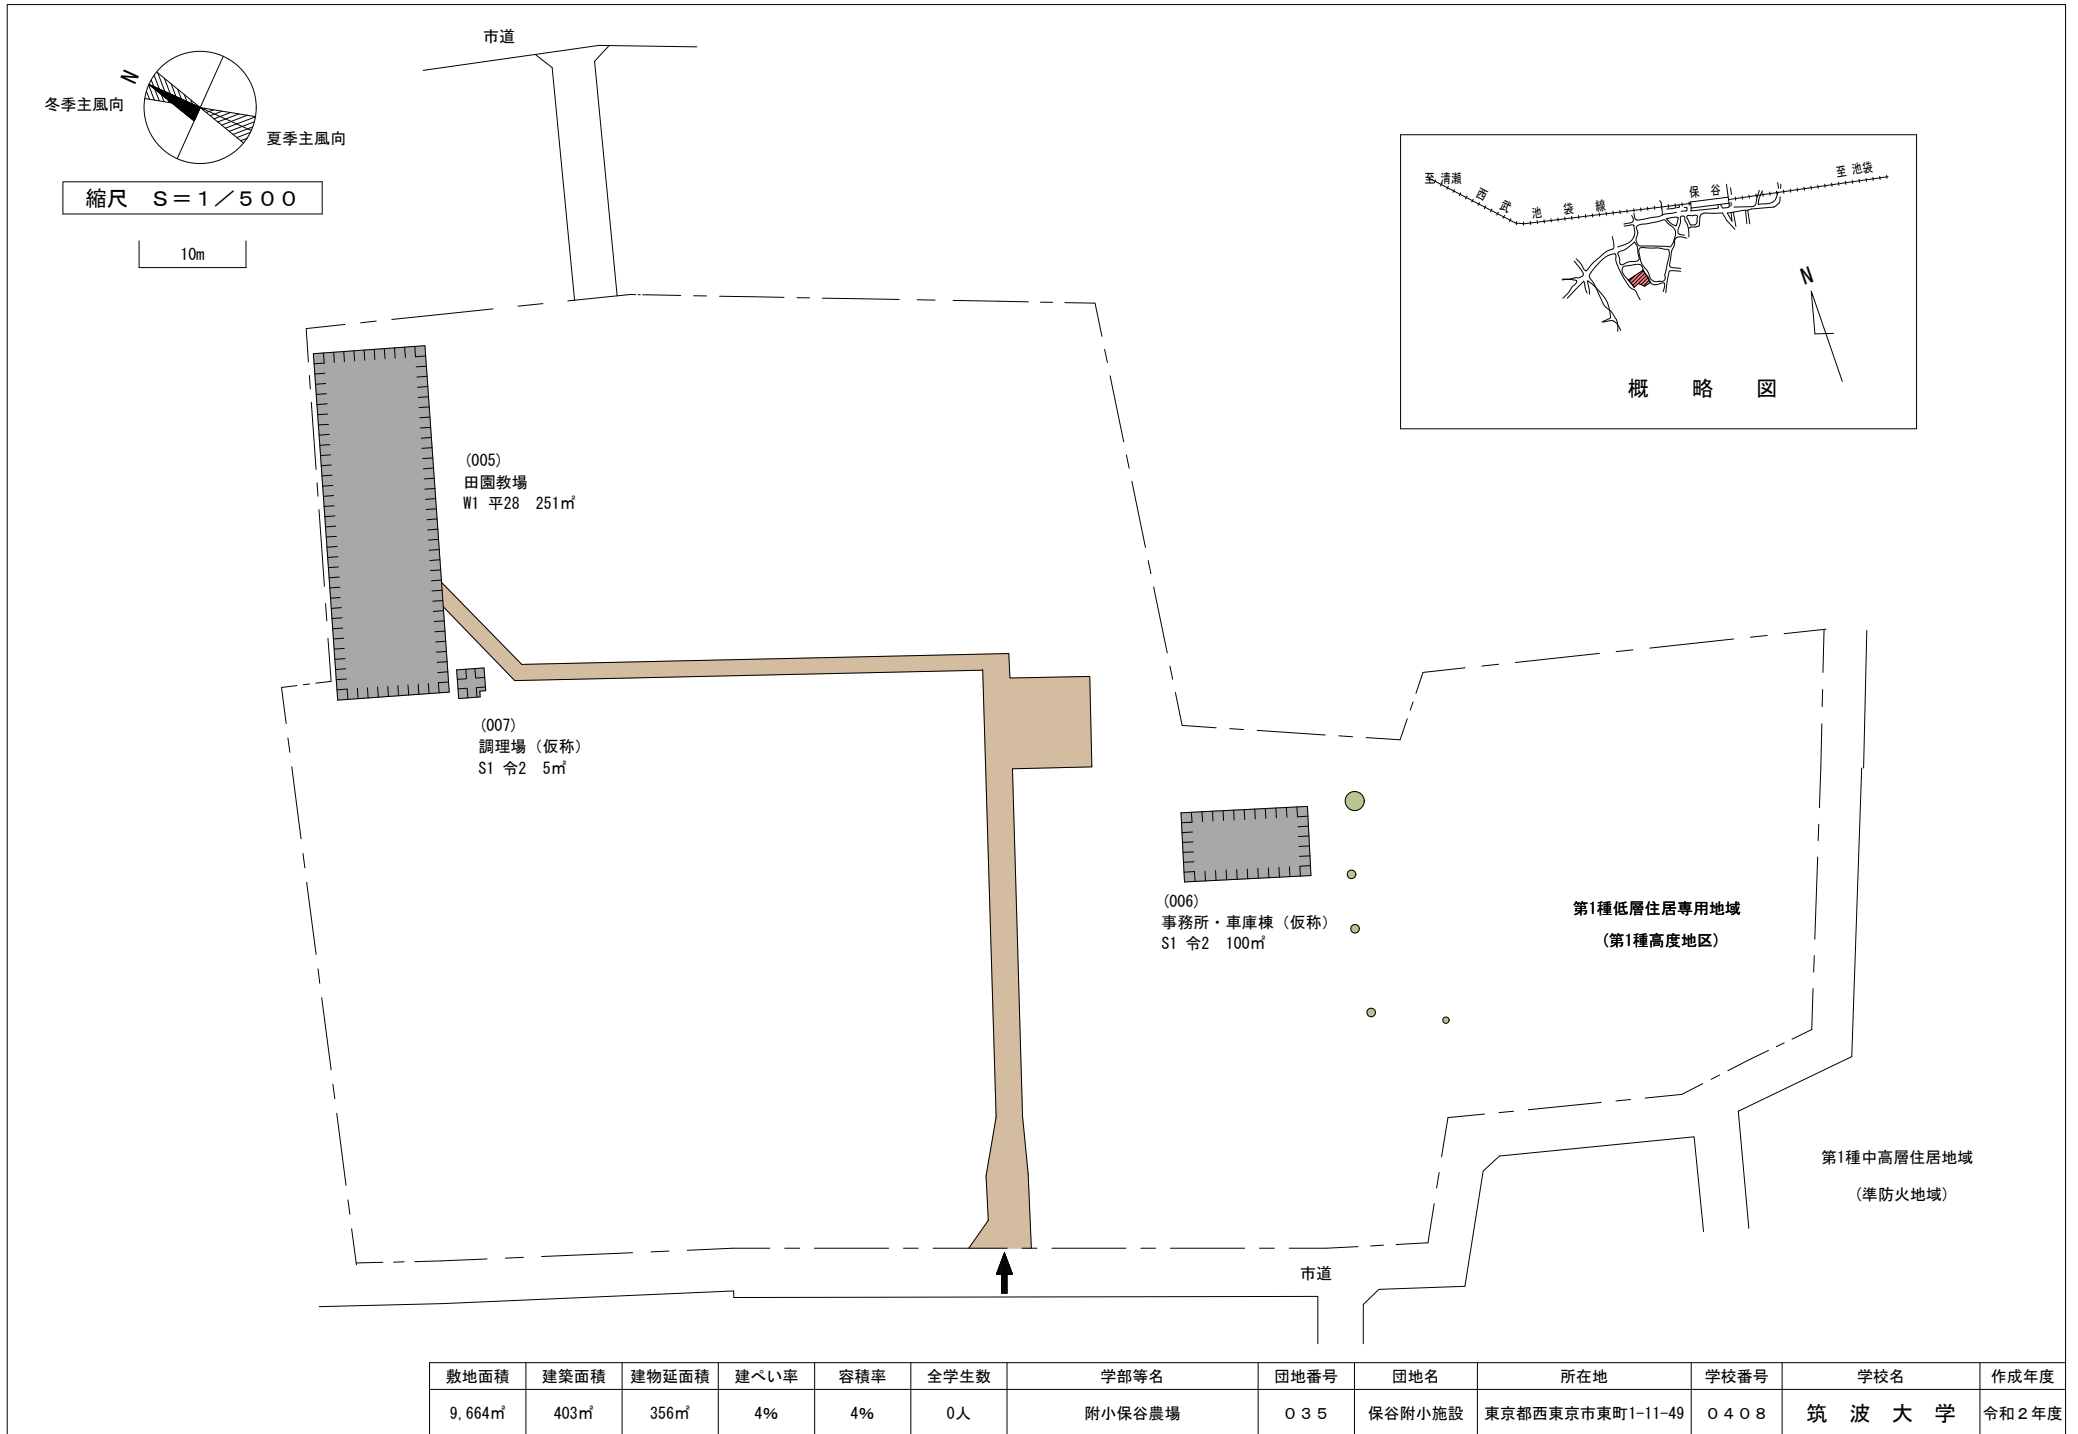 市道
N
冬季主風向
夏季主風向
縮尺　S＝1／500
10m
至 清瀬
西武池袋線
保谷
至 池袋
N
概　略　図
(005)
田園教場
W1 平28　251㎡
(007)
調理場（仮称）
S1 令2　5㎡
(006)
事務所・車庫棟（仮称）
S1 令2　100㎡
第1種低層住居専用地域
（第1種高度地区）
第1種中高層住居地域
（準防火地域）
市道
敷地面積　建築面積　建物延面積　建ぺい率　容積率　全学生数　学部等名　団地番号　団地名　所在地　学校番号　学校名　作成年度
9,664㎡　403㎡　356㎡　4%　4%　0人　附小保谷農場　０３５　保谷附小施設　東京都西東京市東町1-11-49　０４０８　筑　波　大　学　令和２年度